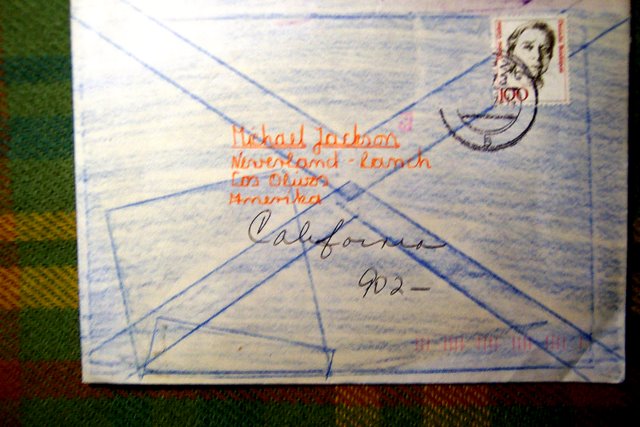 100
Michael Jackson
Neverland-Ranch
Los Olivos
Amerika
California
902-